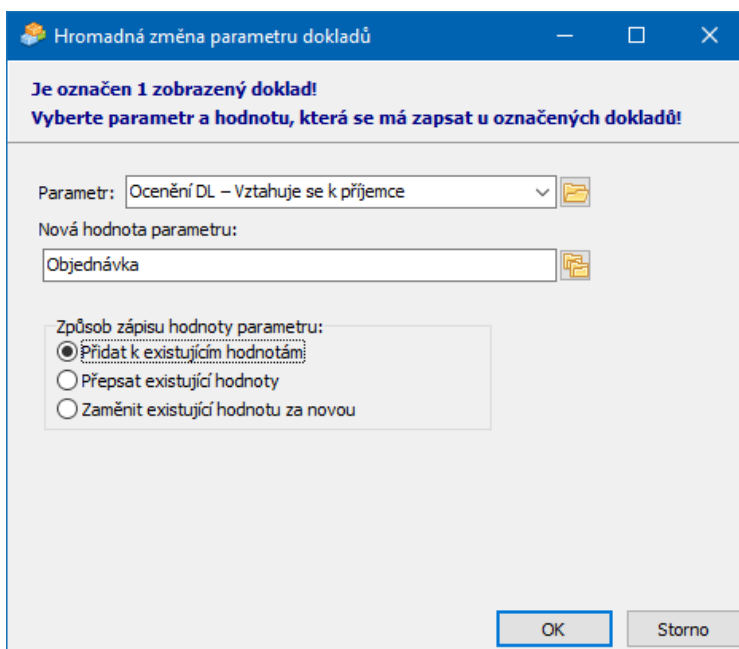 Hromadná změna parametru dokladů
Je označen 1 zobrazený doklad!
Vyberte parametr a hodnotu, která se má zapsat u označených dokladů!
Parametr: Ocenění DL – Vztahuje se k příjemce
Nová hodnota parametru:
Objednávka
Způsob zápisu hodnoty parametru:
Přidat k existujícím hodnotám
Přepsat existující hodnoty
Zaměnit existující hodnotu za novou
OK Storno